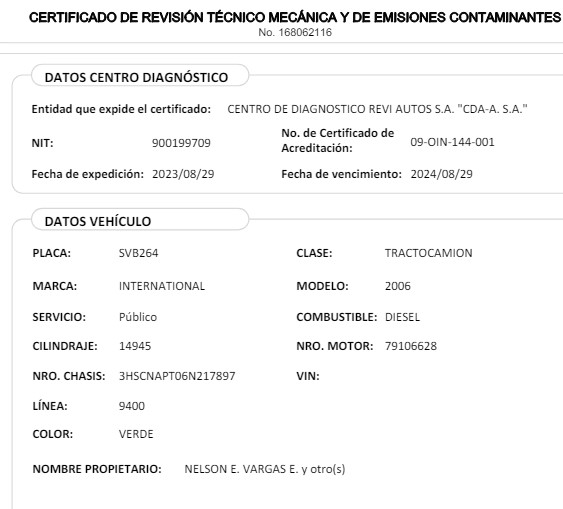 CERTIFICADO DE REVISIÓN TÉCNICO MECÁNICA Y DE EMISIONES CONTAMINANTES
No. 168062116
DATOS CENTRO DIAGNÓSTICO
Entidad que expide el certificado: CENTRO DE DIAGNOSTICO REVI AUTOS S.A. "CDA-A. S.A."
NIT: 900199709 No. de Certificado de Acreditación: 09-OIN-144-001
Fecha de expedición: 2023/08/29 Fecha de vencimiento: 2024/08/29
DATOS VEHÍCULO
PLACA: SVB264 CLASE: TRACTOCAMION
MARCA: INTERNATIONAL MODELO: 2006
SERVICIO: Público COMBUSTIBLE: DIESEL
CILINDRAJE: 14945 NRO. MOTOR: 79106628
NRO. CHASIS: 3HSCNAPT06N217897 VIN:
LÍNEA: 9400
COLOR: VERDE
NOMBRE PROPIETARIO: NELSON E. VARGAS E. y otro(s)